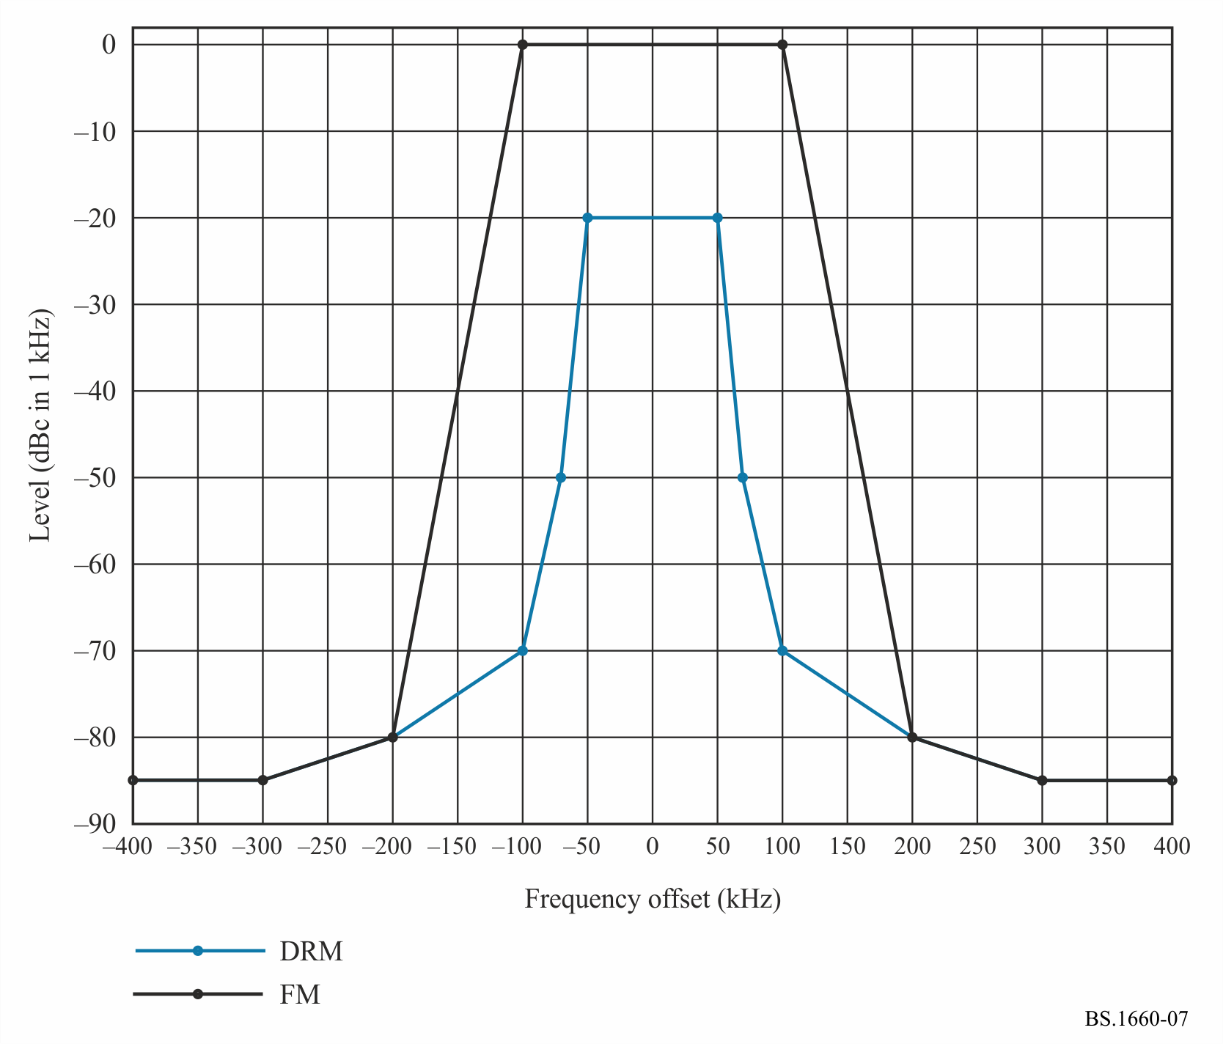 0
–10
–20
–30
–40
–50
–60
–70
–80
–90
Level (dBc in 1 kHz)
–400 –350 –300 –250 –200 –150 –100 –50 0 50 100 150 200 250 300 350 400
Frequency offset (kHz)
DRM
FM
BS.1660-07